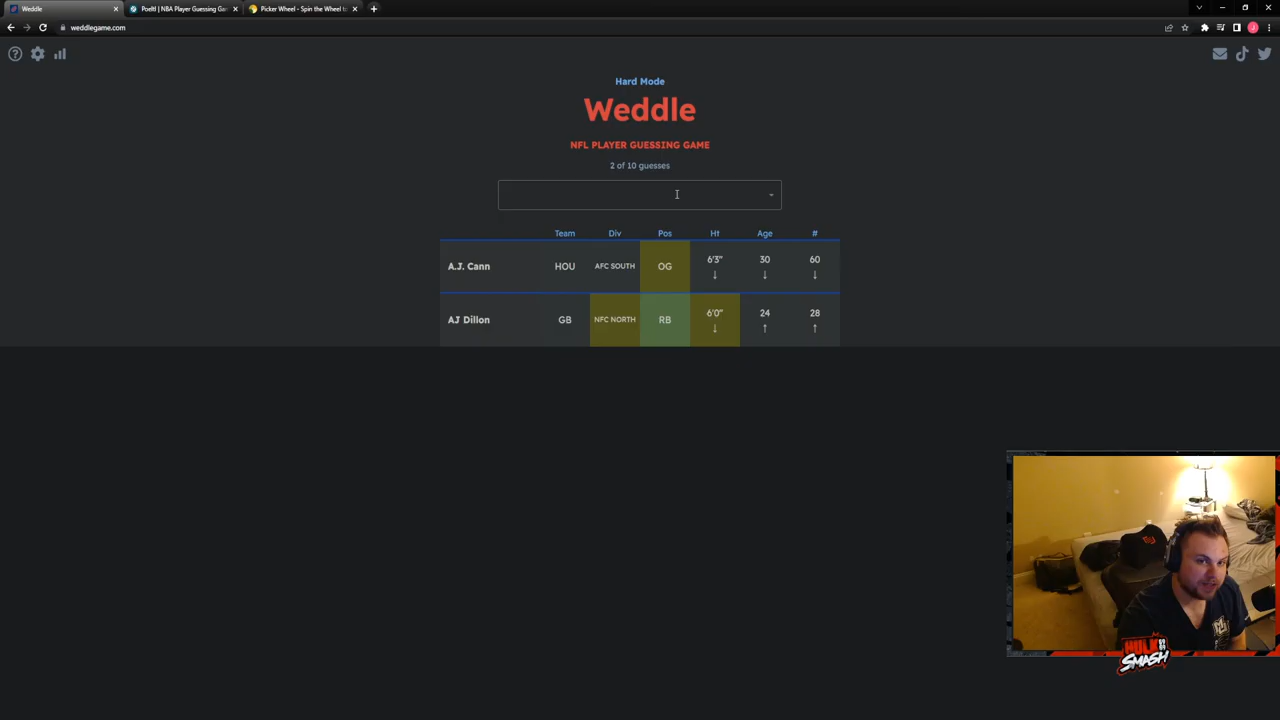 Weddle
Poeltl | NBA Player Guessing Ga
Picker Wheel - Spin the Wheel to
weddlegame.com
Hard Mode
Weddle
NFL PLAYER GUESSING GAME
2 of 10 guesses
Team Div Pos Ht Age #
A.J. Cann HOU AFC SOUTH OG 6'3" ↓ 30 ↓ 60 ↓
AJ Dillon GB NFC NORTH RB 6'0" ↓ 24 ↑ 28 ↑
HULK
SMASH